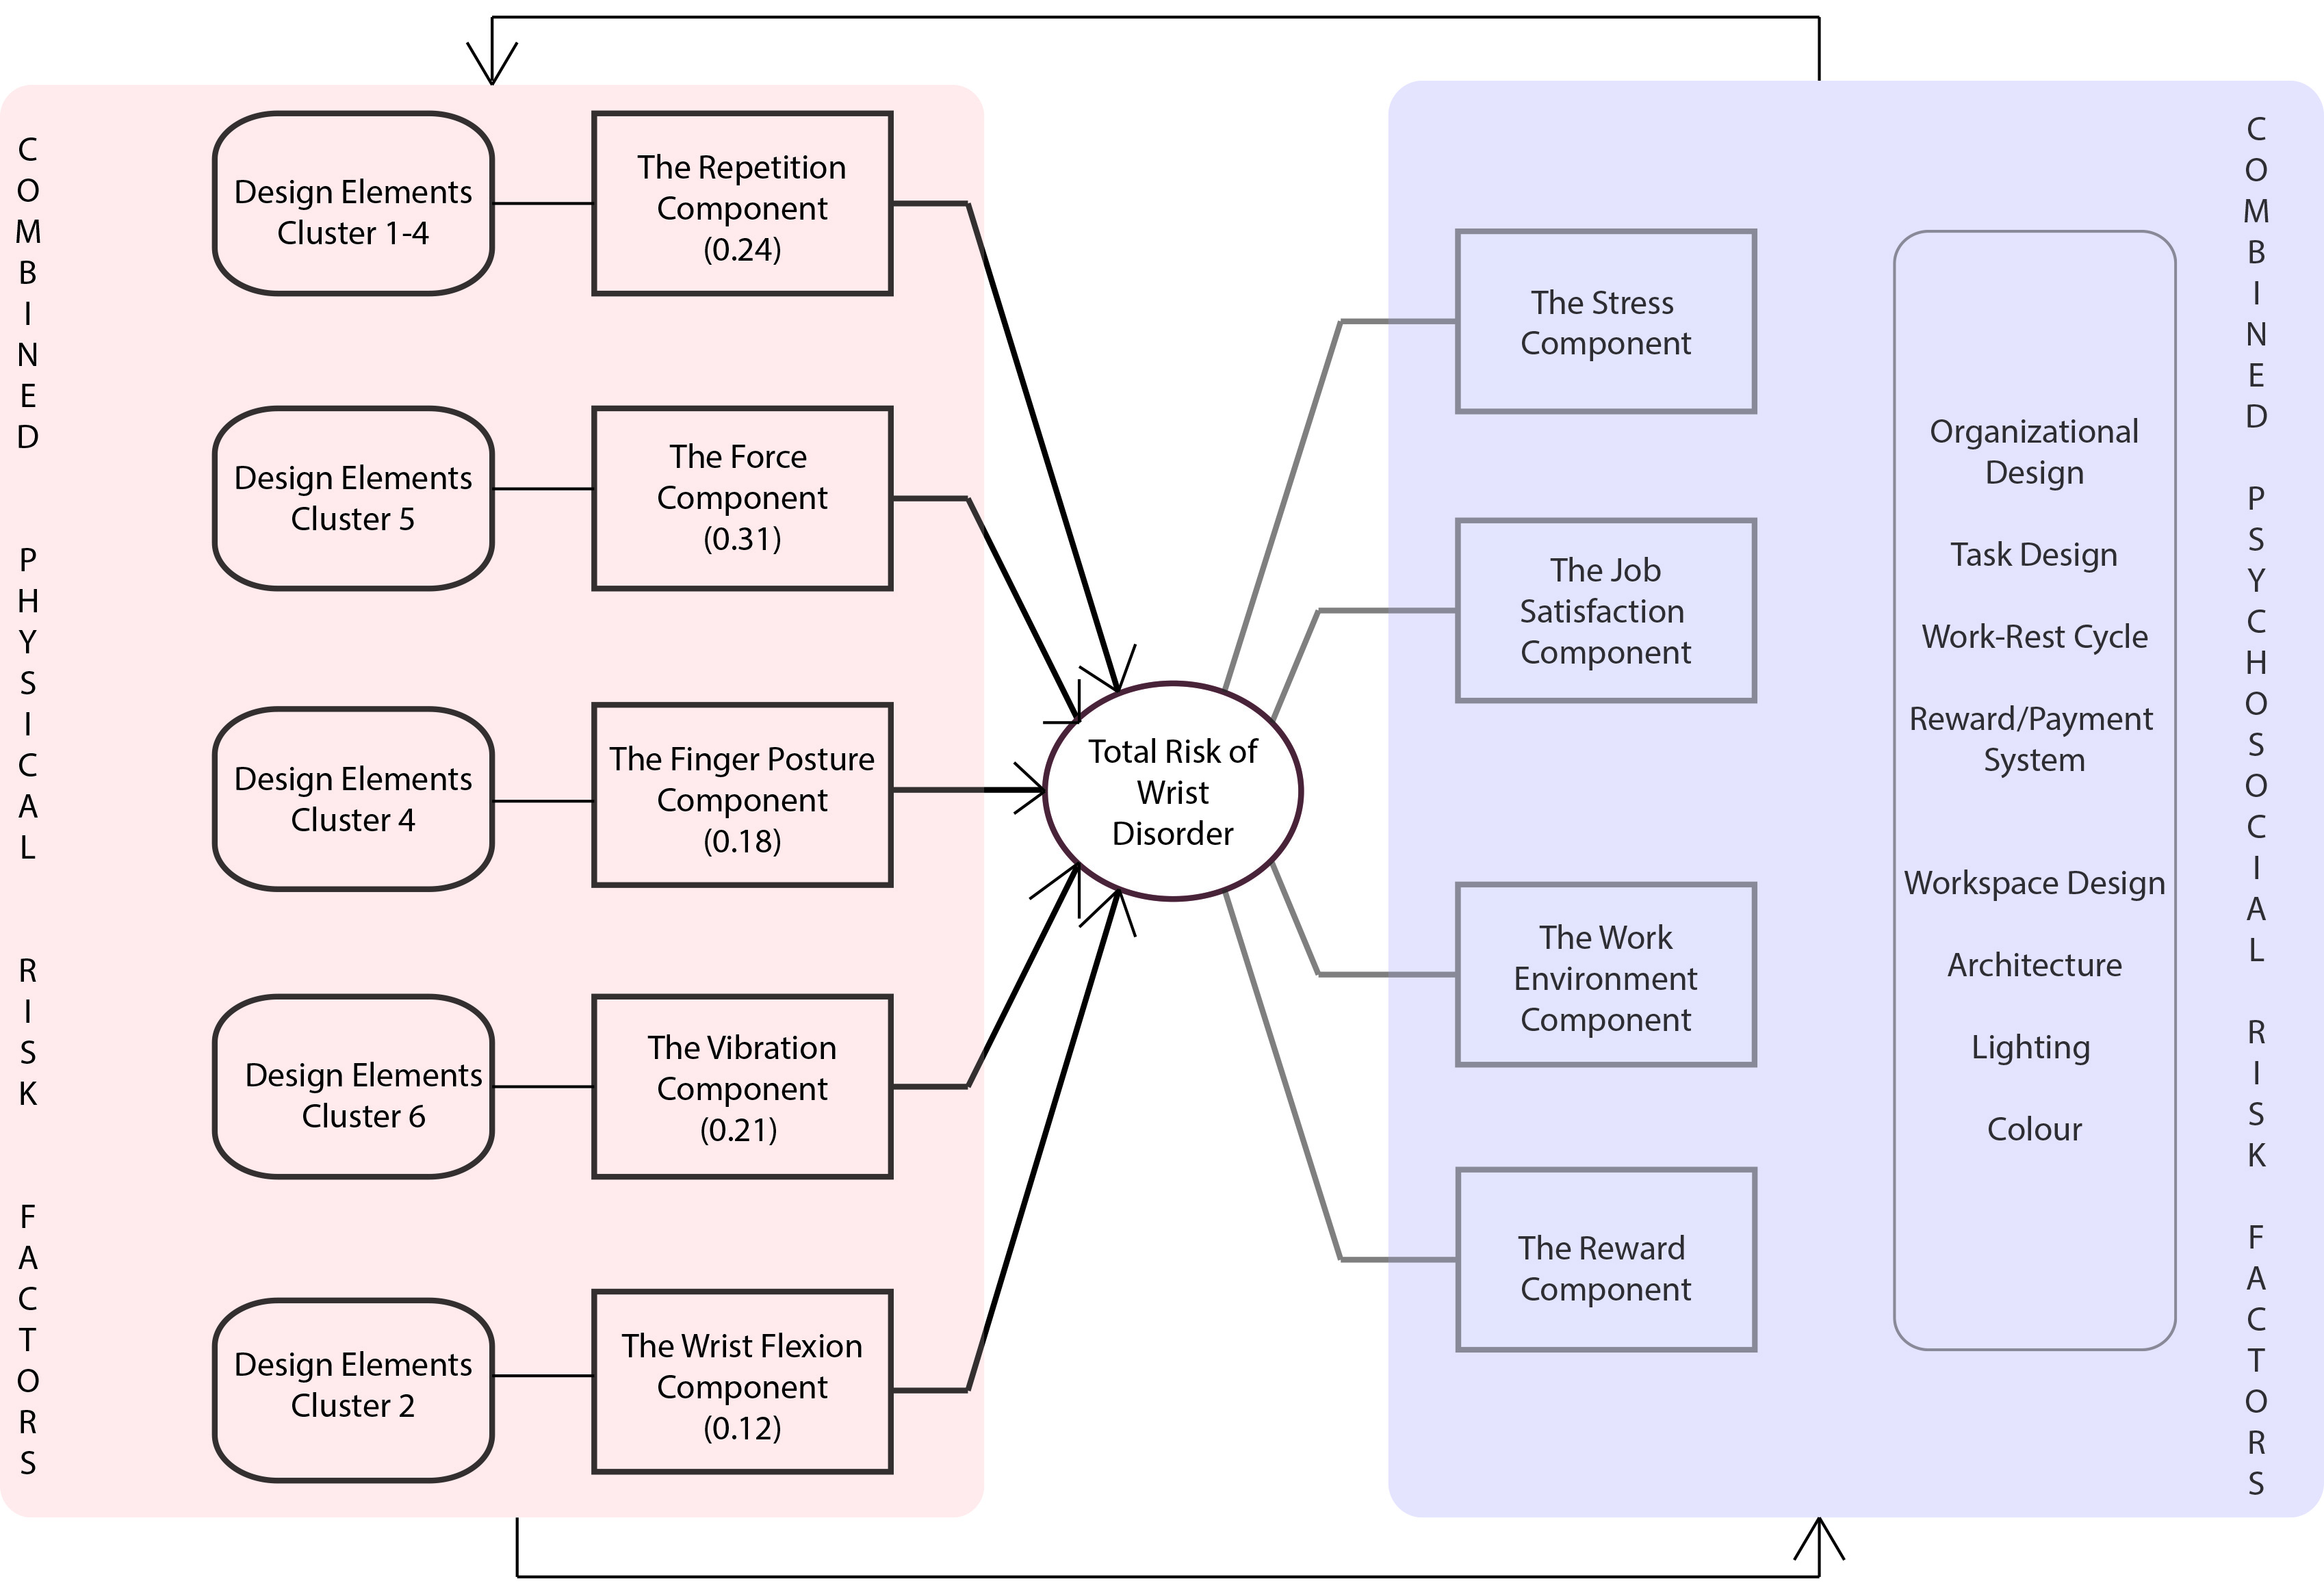 COMBINED PHYSICAL RISK FACTORS
Design Elements
Cluster 1-4
The Repetition
Component
(0.24)
Design Elements
Cluster 5
The Force
Component
(0.31)
Design Elements
Cluster 4
The Finger Posture
Component
(0.18)
Design Elements
Cluster 6
The Vibration
Component
(0.21)
Design Elements
Cluster 2
The Wrist Flexion
Component
(0.12)
Total Risk of
Wrist
Disorder
The Stress
Component
The Job
Satisfaction
Component
The Work
Environment
Component
The Reward
Component
Organizational
Design
Task Design
Work-Rest Cycle
Reward/Payment
System
Workspace Design
Architecture
Lighting
Colour
COMBINED PSYCHOSOCIAL RISK FACTORS